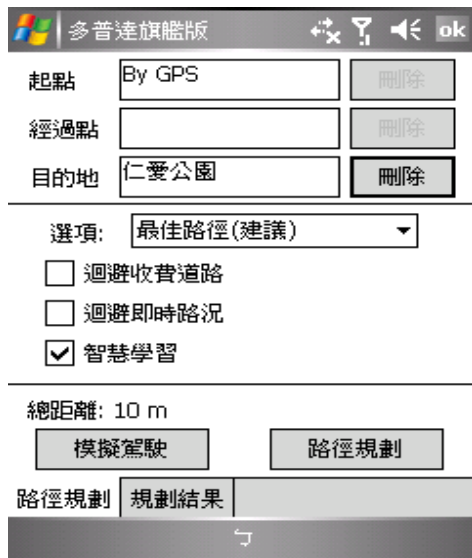 多普達旗艦版 ok
起點 By GPS 刪除
經過點 刪除
目的地 仁愛公園 刪除
選項: 最佳路徑(建議)
迴避收費道路
迴避即時路況
智慧學習
總距離: 10 m
模擬駕駛 路徑規劃
路徑規劃 規劃結果